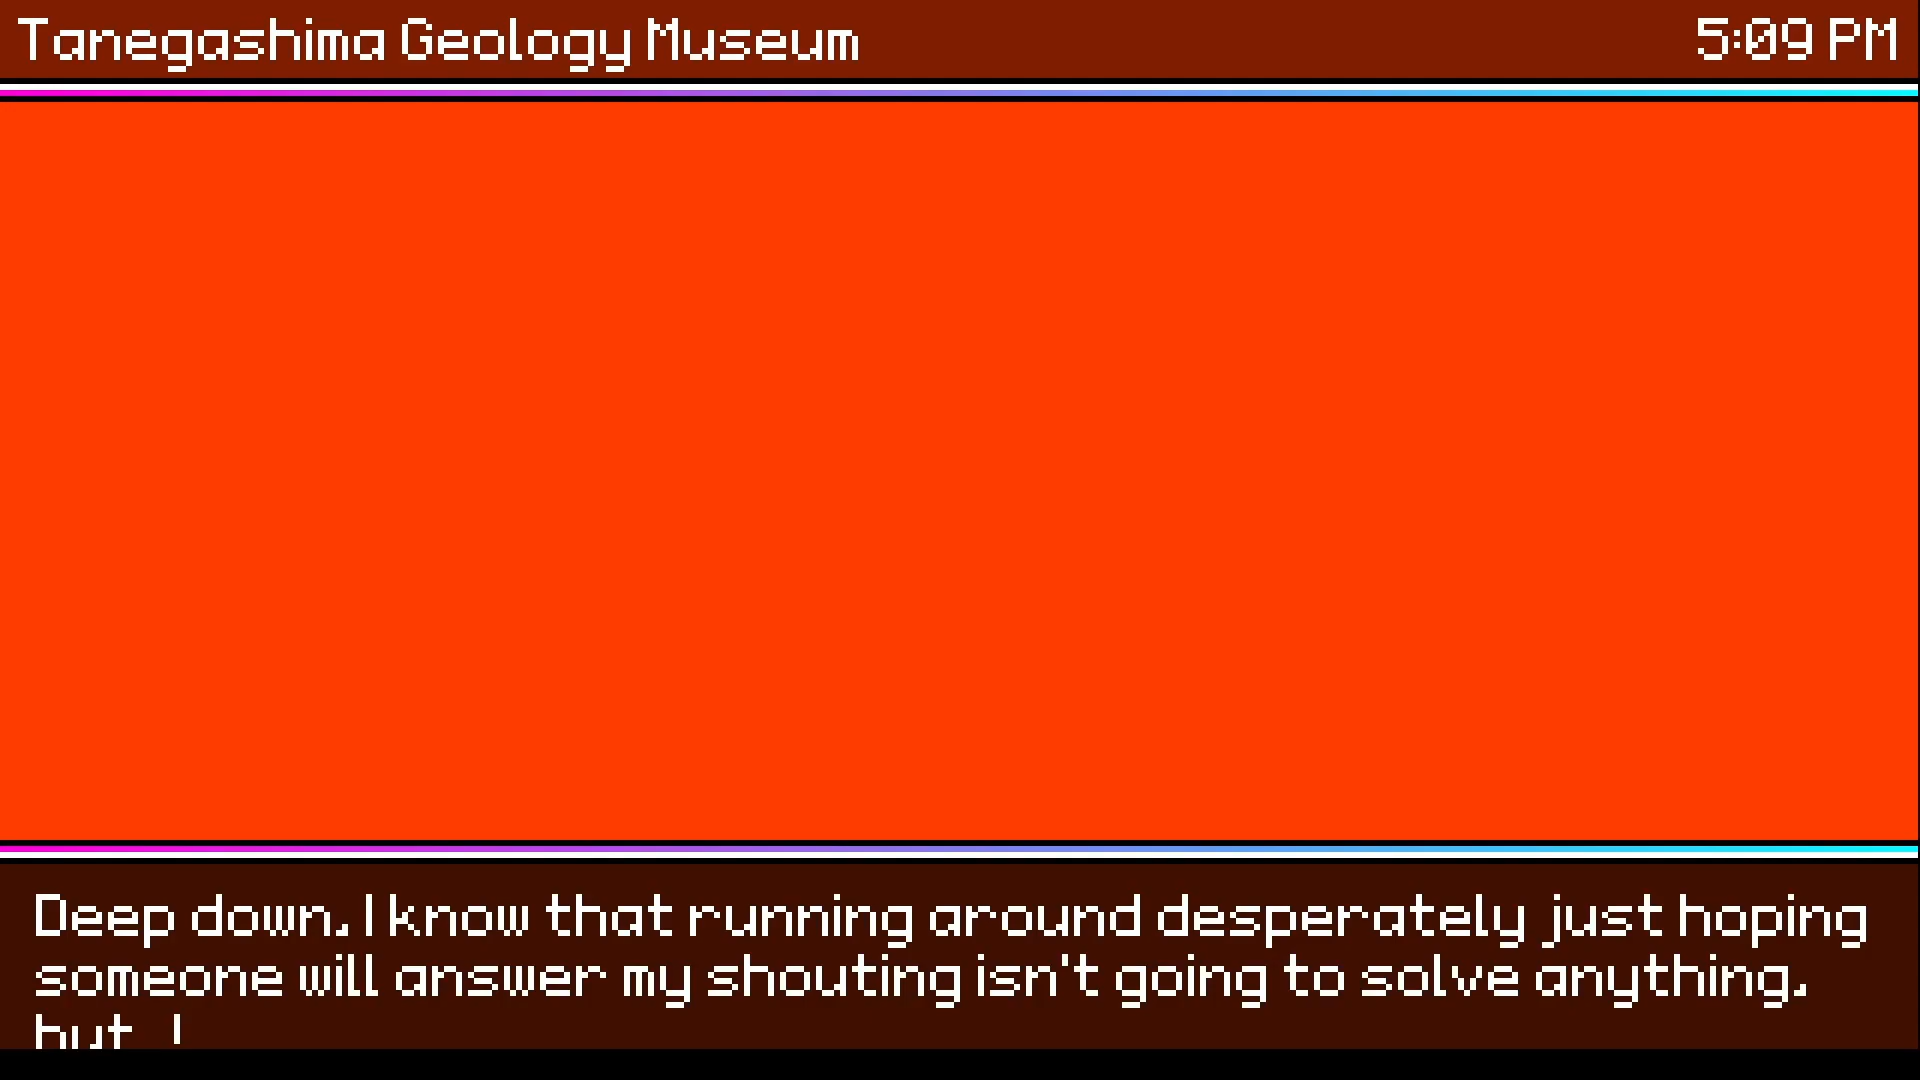 Tanegashima Geology Museum
5:09 PM
Deep down, I know that running around desperately just hoping
someone will answer my shouting isn't going to solve anything,
but